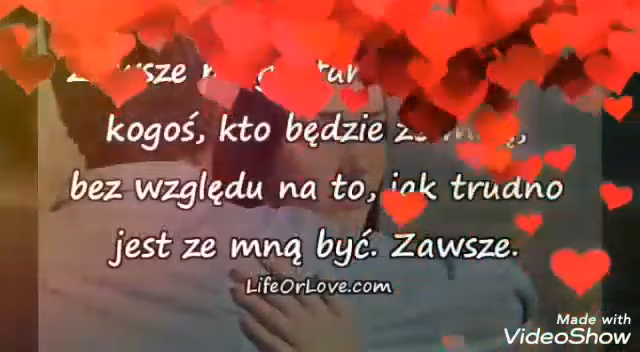 kogoś, kto będzie
bez względu na to, jak trudno
jest ze mną być. Zawsze.
LifeOrLove.com
Made with
VideoShow